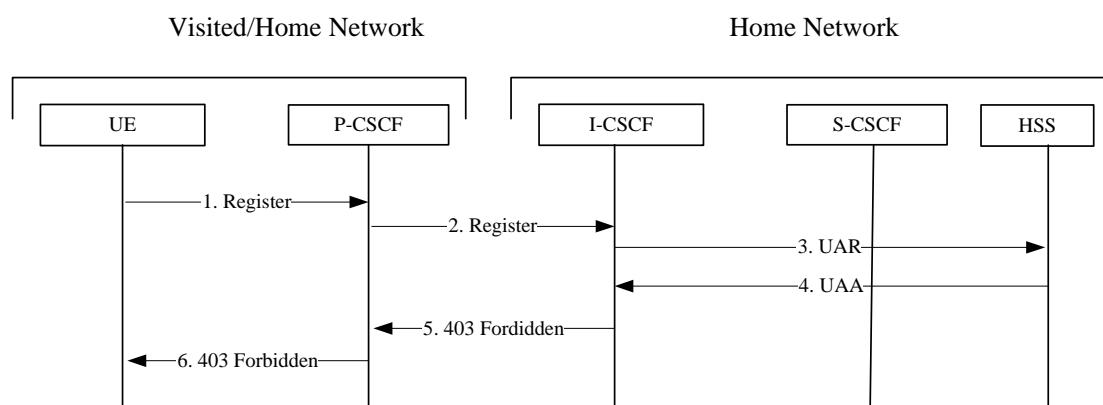 Visited/Home Network
Home Network
UE
P-CSCF
I-CSCF
S-CSCF
HSS
1. Register
2. Register
3. UAR
4. UAA
5. 403 Fordidden
6. 403 Forbidden